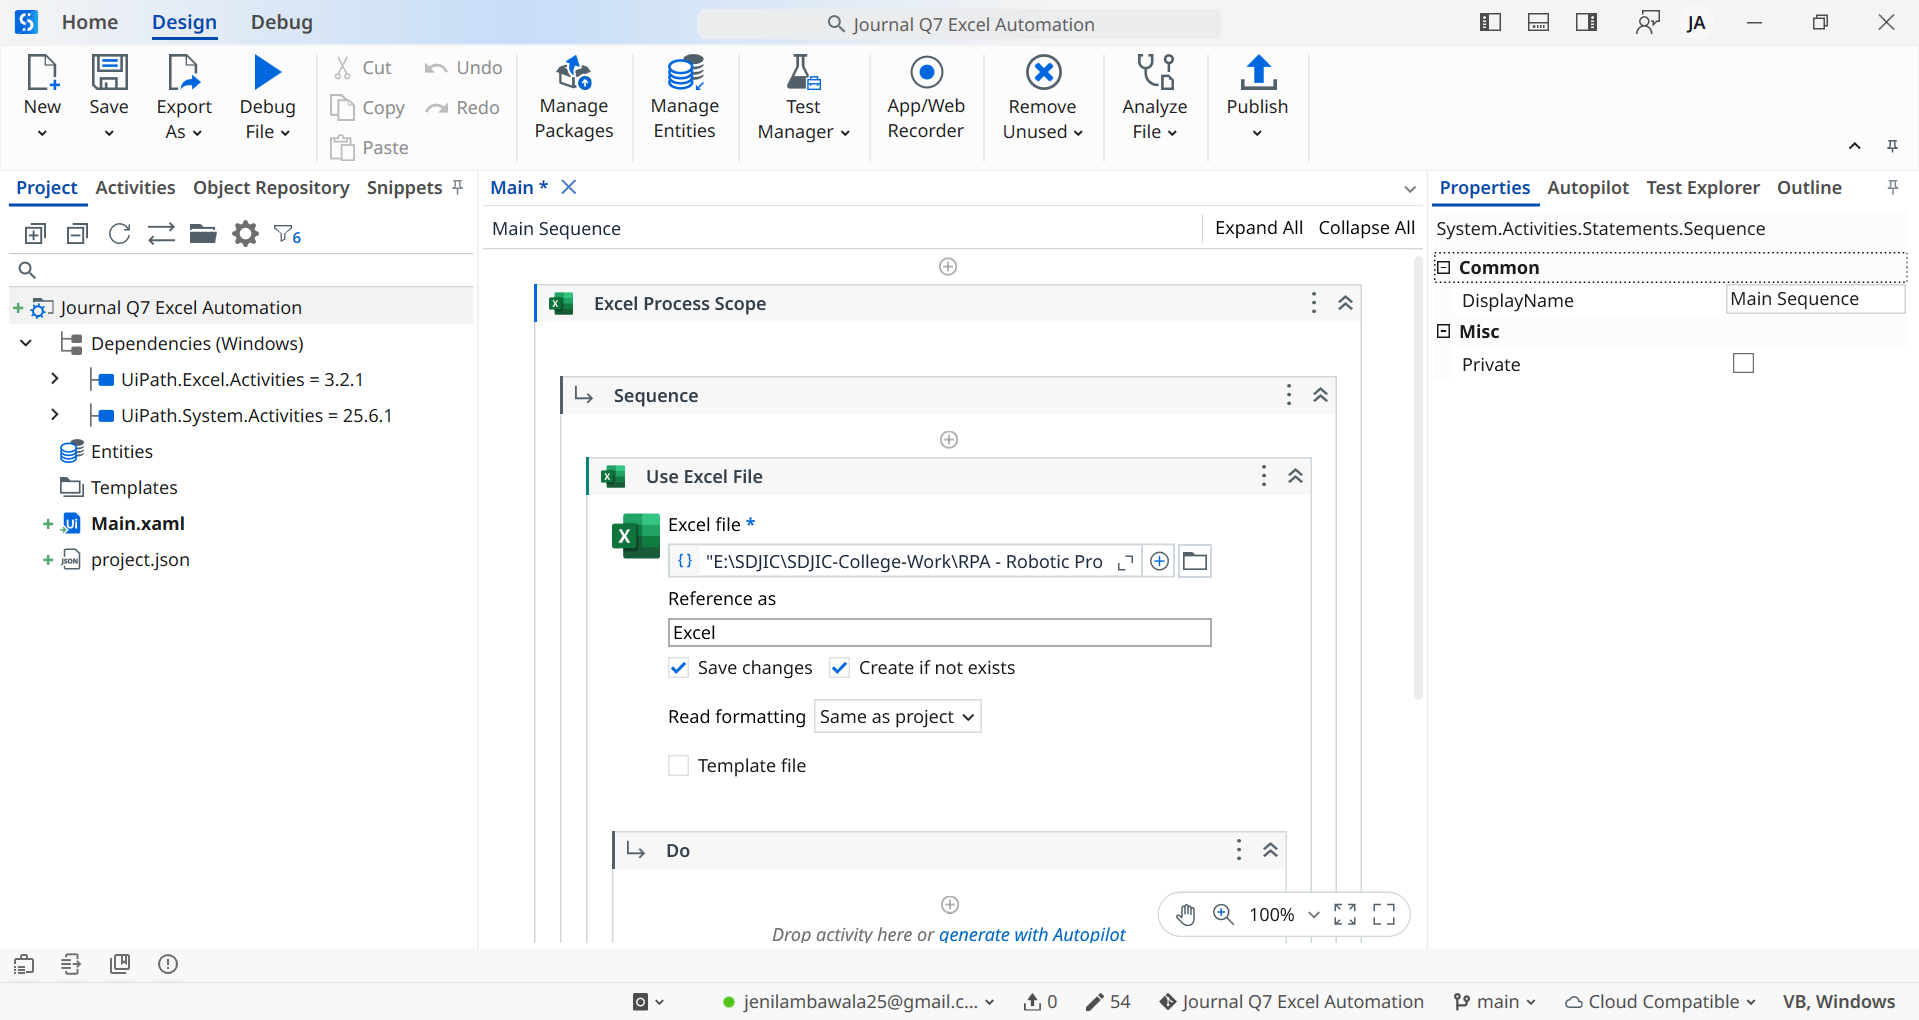 Home Design Debug
Journal Q7 Excel Automation
JA
New
Save
Export As
Debug File
Cut
Copy
Paste
Undo
Redo
Manage Packages
Manage Entities
Test Manager
App/Web Recorder
Remove Unused
Analyze File
Publish
Project Activities Object Repository Snippets
6
Journal Q7 Excel Automation
Dependencies (Windows)
UiPath.Excel.Activities = 3.2.1
UiPath.System.Activities = 25.6.1
Entities
Templates
Main.xaml
project.json
Main *
Main Sequence
Expand All Collapse All
Excel Process Scope
Sequence
Use Excel File
Excel file *
"E:\SDJIC\SDJIC-College-Work\RPA - Robotic Pro
Reference as
Excel
Save changes Create if not exists
Read formatting Same as project
Template file
Do
Drop activity here or generate with Autopilot
100%
Properties Autopilot Test Explorer Outline
System.Activities.Statements.Sequence
Common
DisplayName Main Sequence
Misc
Private
jenilambawala25@gmail.c... 0 54 Journal Q7 Excel Automation main Cloud Compatible VB, Windows